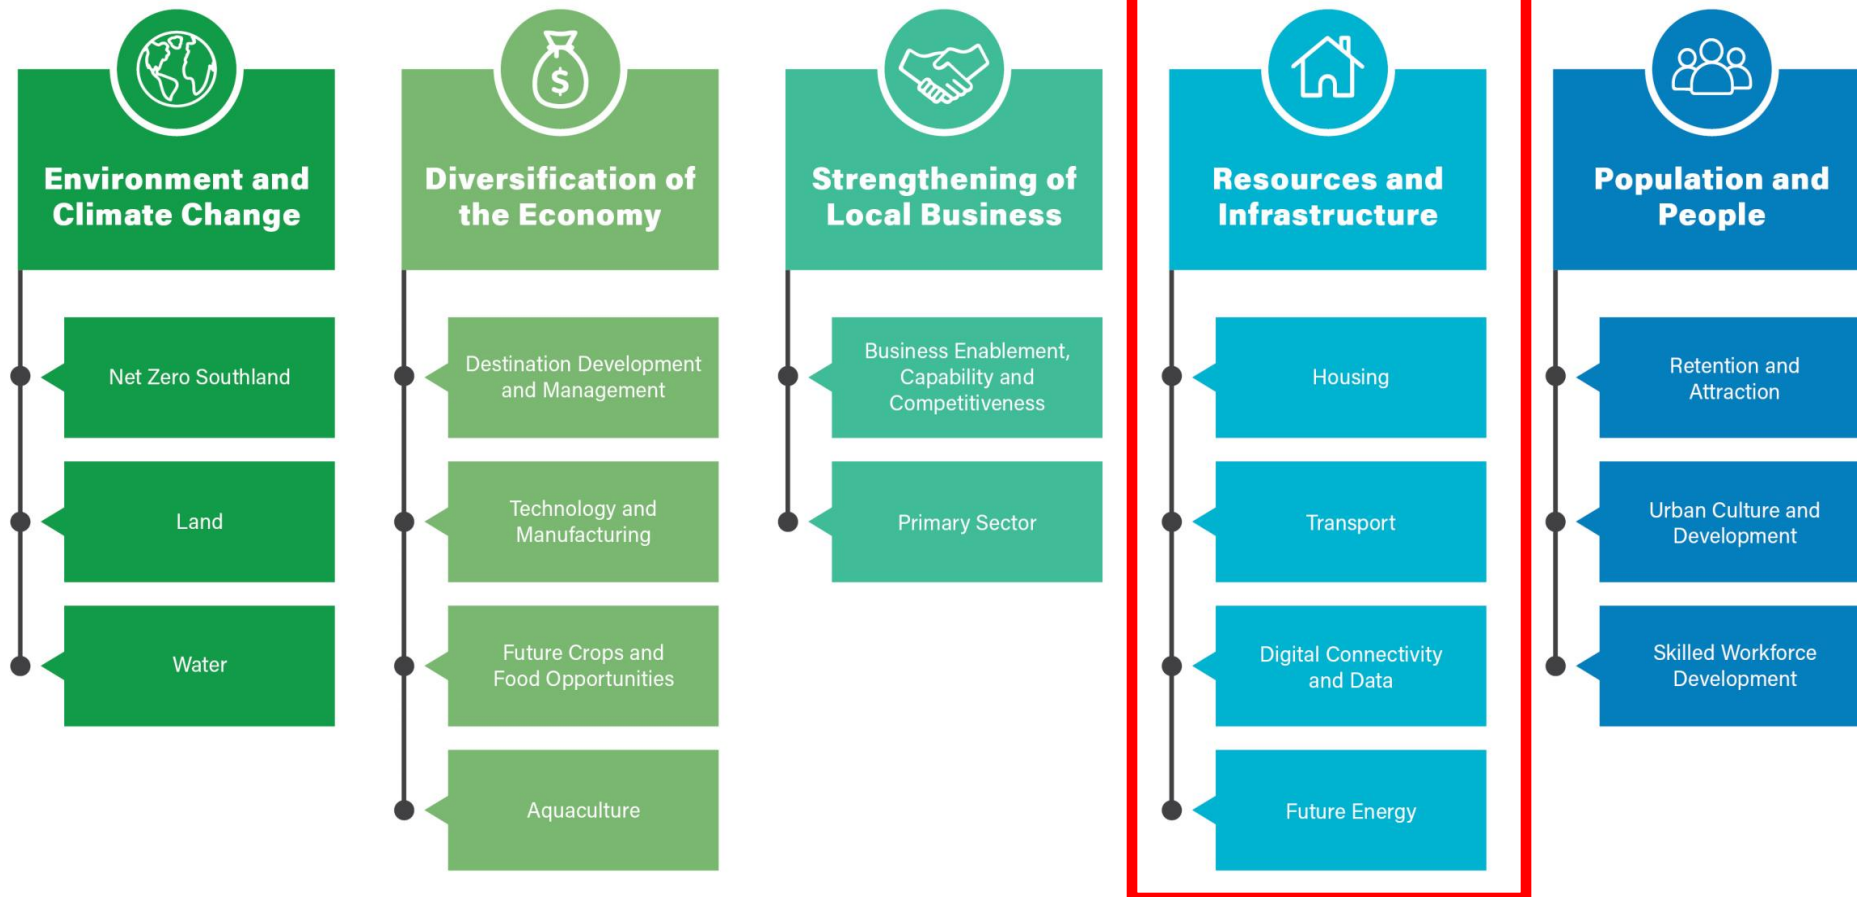 Environment and
Climate Change
Net Zero Southland
Land
Water
$
Diversification of
the Economy
Destination Development
and Management
Technology and
Manufacturing
Future Crops and
Food Opportunities
Aquaculture
Strengthening of
Local Business
Business Enablement,
Capability and
Competitiveness
Primary Sector
Resources and
Infrastructure
Housing
Transport
Digital Connectivity
and Data
Future Energy
Population and
People
Retention and
Attraction
Urban Culture and
Development
Skilled Workforce
Development